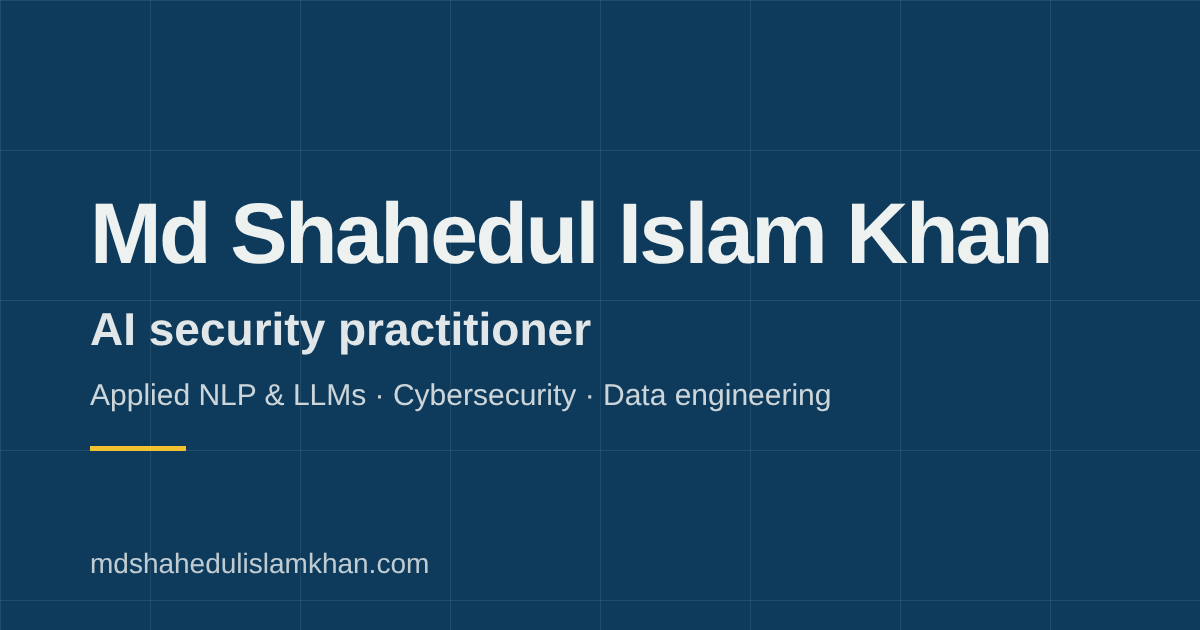 Md Shahedul Islam Khan
AI security practitioner
Applied NLP & LLMs · Cybersecurity · Data engineering
mdshahedulislamkhan.com